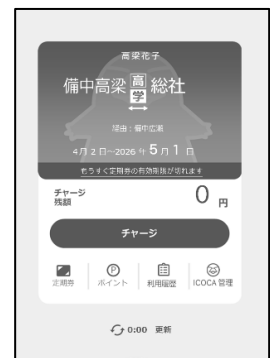 高梁花子
備中高梁 高学 総社
経由：備中広瀬
4月2日〜2026年5月1日
もうすぐ定期券の有効期限が切れます
チャージ
残額
0 円
チャージ
定期券 ポイント 利用履歴 ICOCA管理
0:00 更新